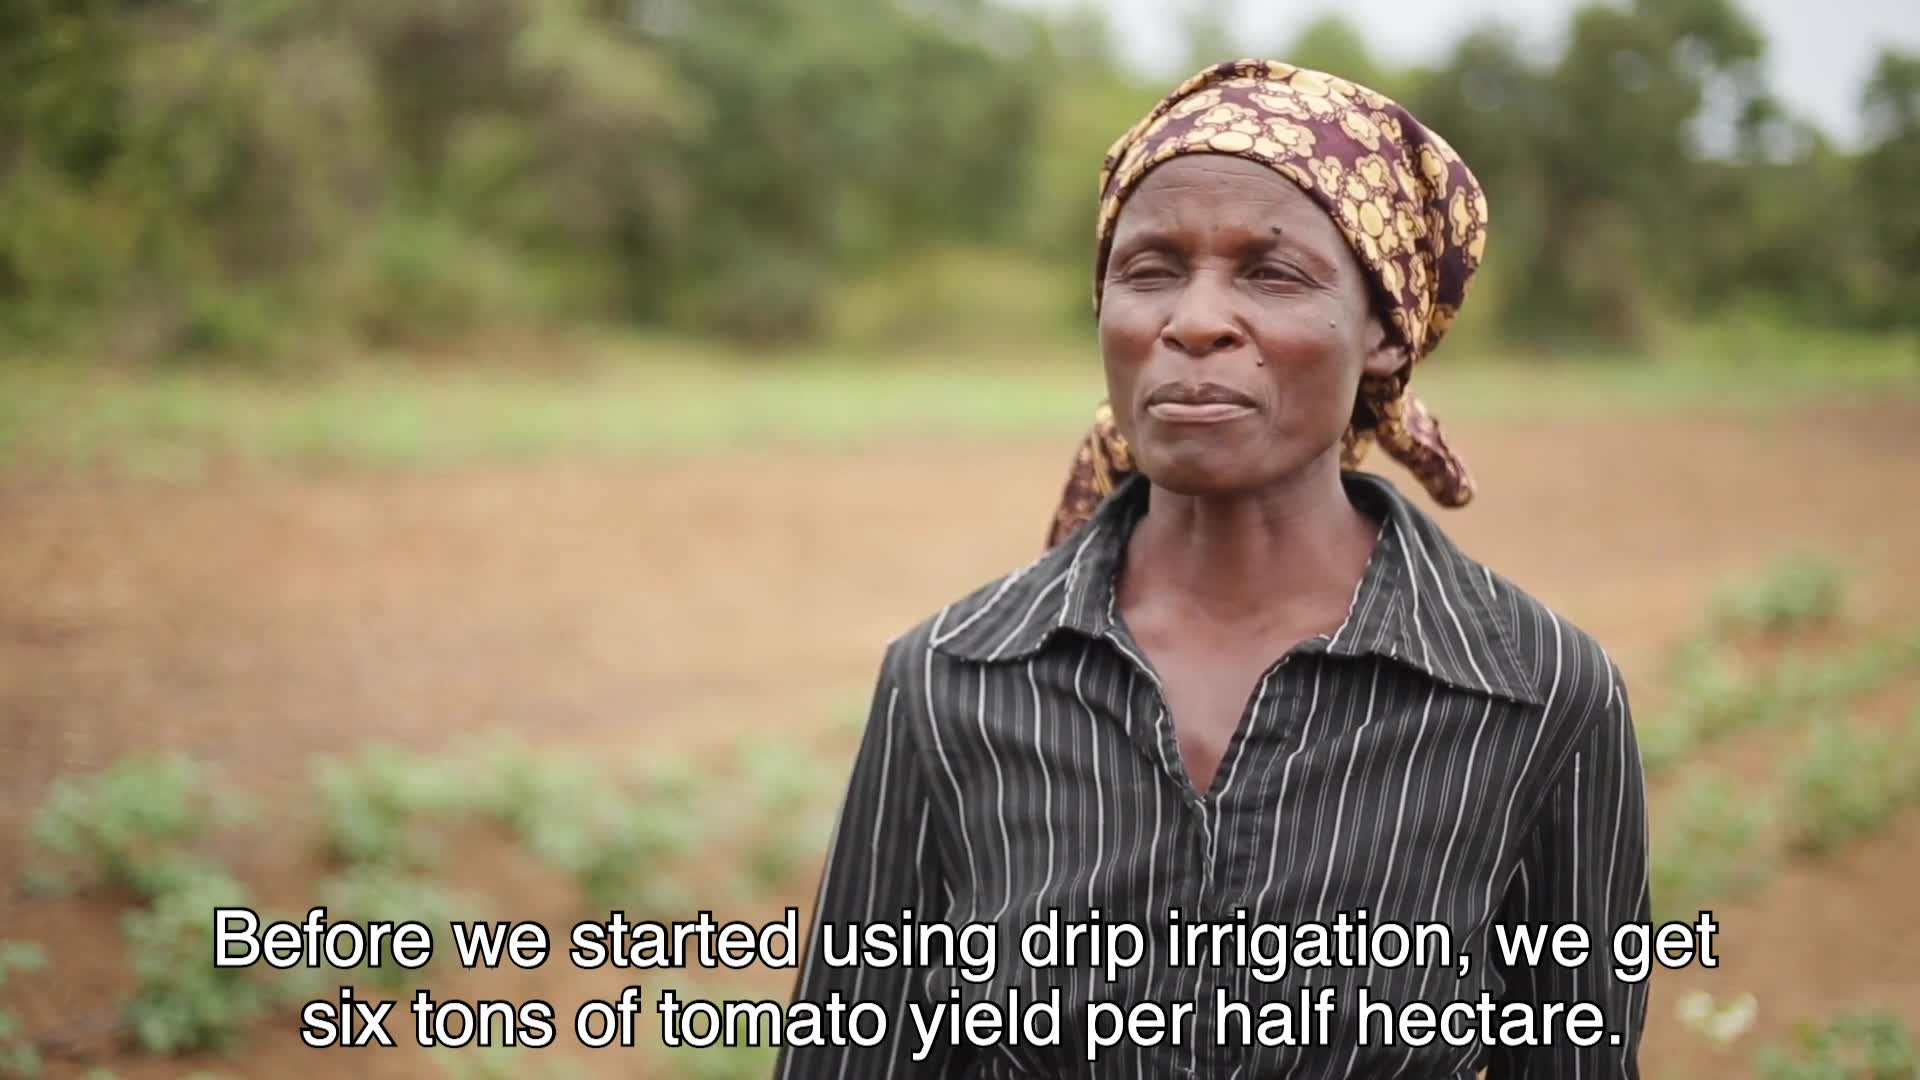 Before we started using drip irrigation, we get
six tons of tomato yield per half hectare.